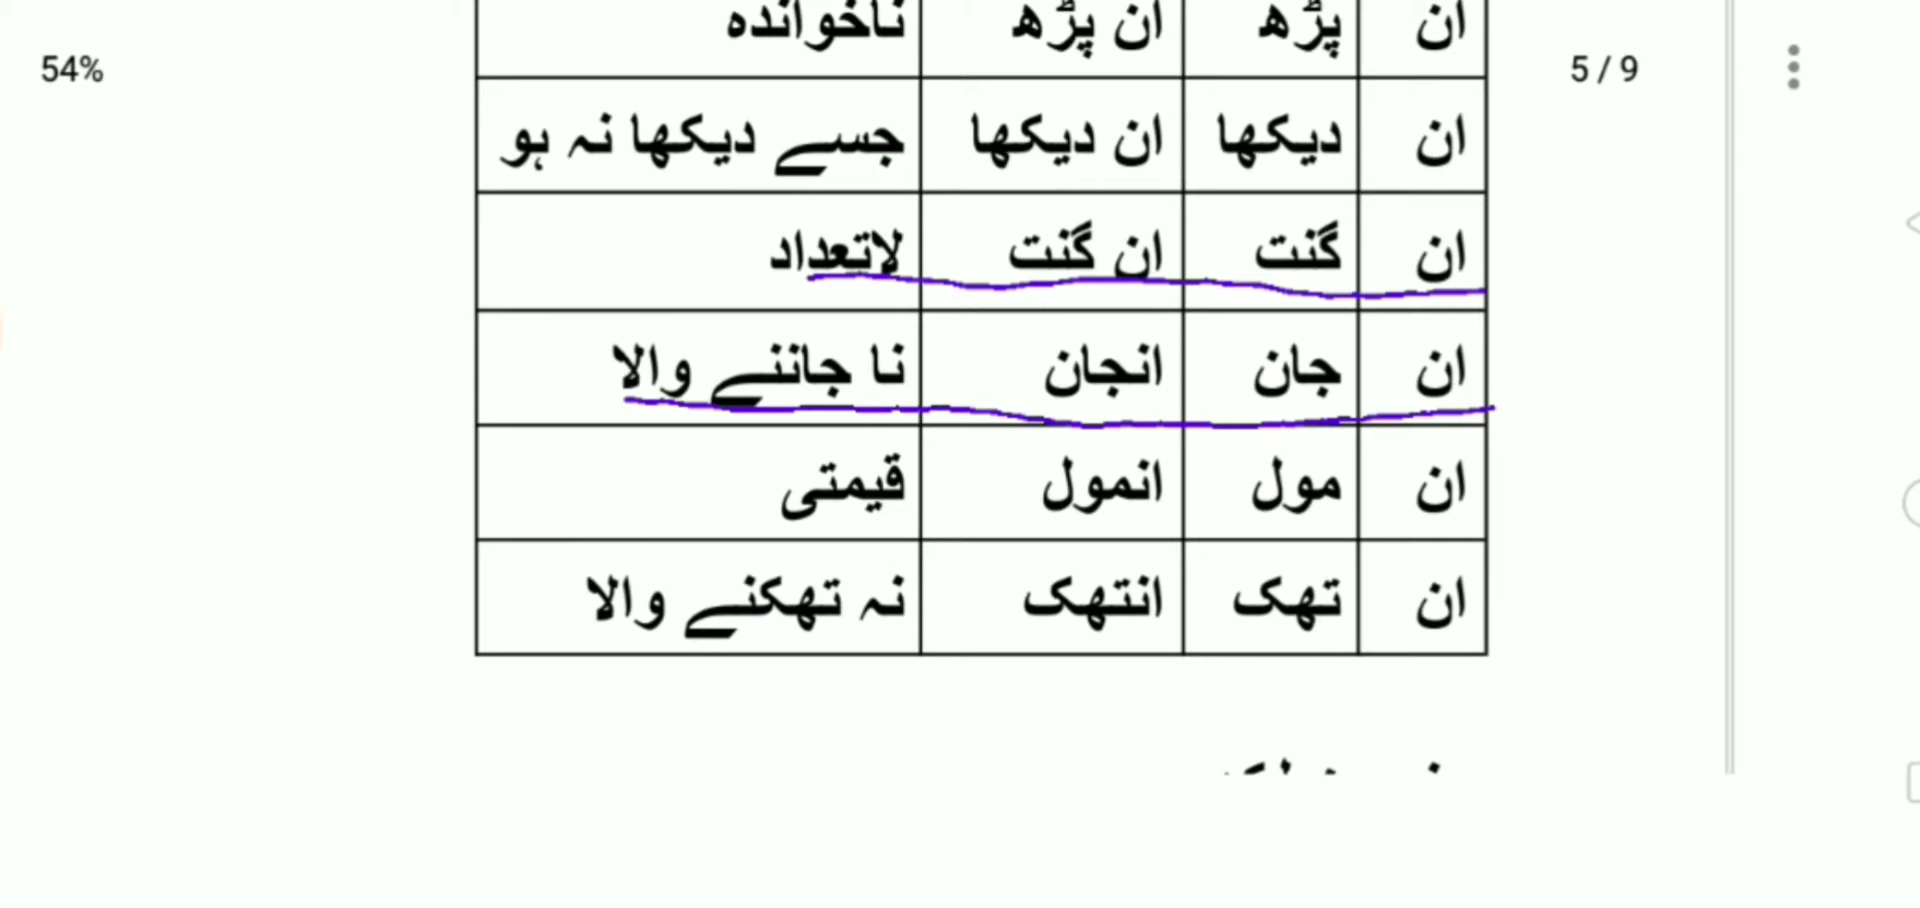 54%
5 / 9
ان پڑھ ان پڑھ ناخواندہ
ان دیکھا ان دیکھا جسے دیکھا نہ ہو
ان گنت ان گنت لاتعداد
ان جان انجان نا جاننے والا
ان مول انمول قیمتی
ان تھک انتھک نہ تھکنے والا